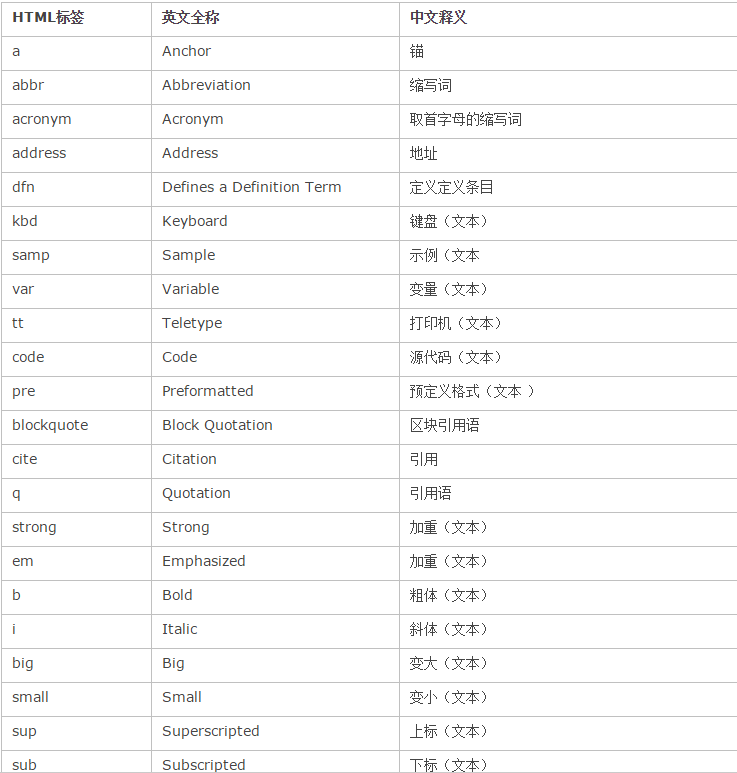 HTML标签 英文全称 中文释义
a Anchor 锚
abbr Abbreviation 缩写词
acronym Acronym 取首字母的缩写词
address Address 地址
dfn Defines a Definition Term 定义定义条目
kbd Keyboard 键盘（文本）
samp Sample 示例（文本
var Variable 变量（文本）
tt Teletype 打印机（文本）
code Code 源代码（文本）
pre Preformatted 预定义格式（文本 ）
blockquote Block Quotation 区块引用语
cite Citation 引用
q Quotation 引用语
strong Strong 加重（文本）
em Emphasized 加重（文本）
b Bold 粗体（文本）
i Italic 斜体（文本）
big Big 变大（文本）
small Small 变小（文本）
sup Superscripted 上标（文本）
sub Subscripted 下标（文本）